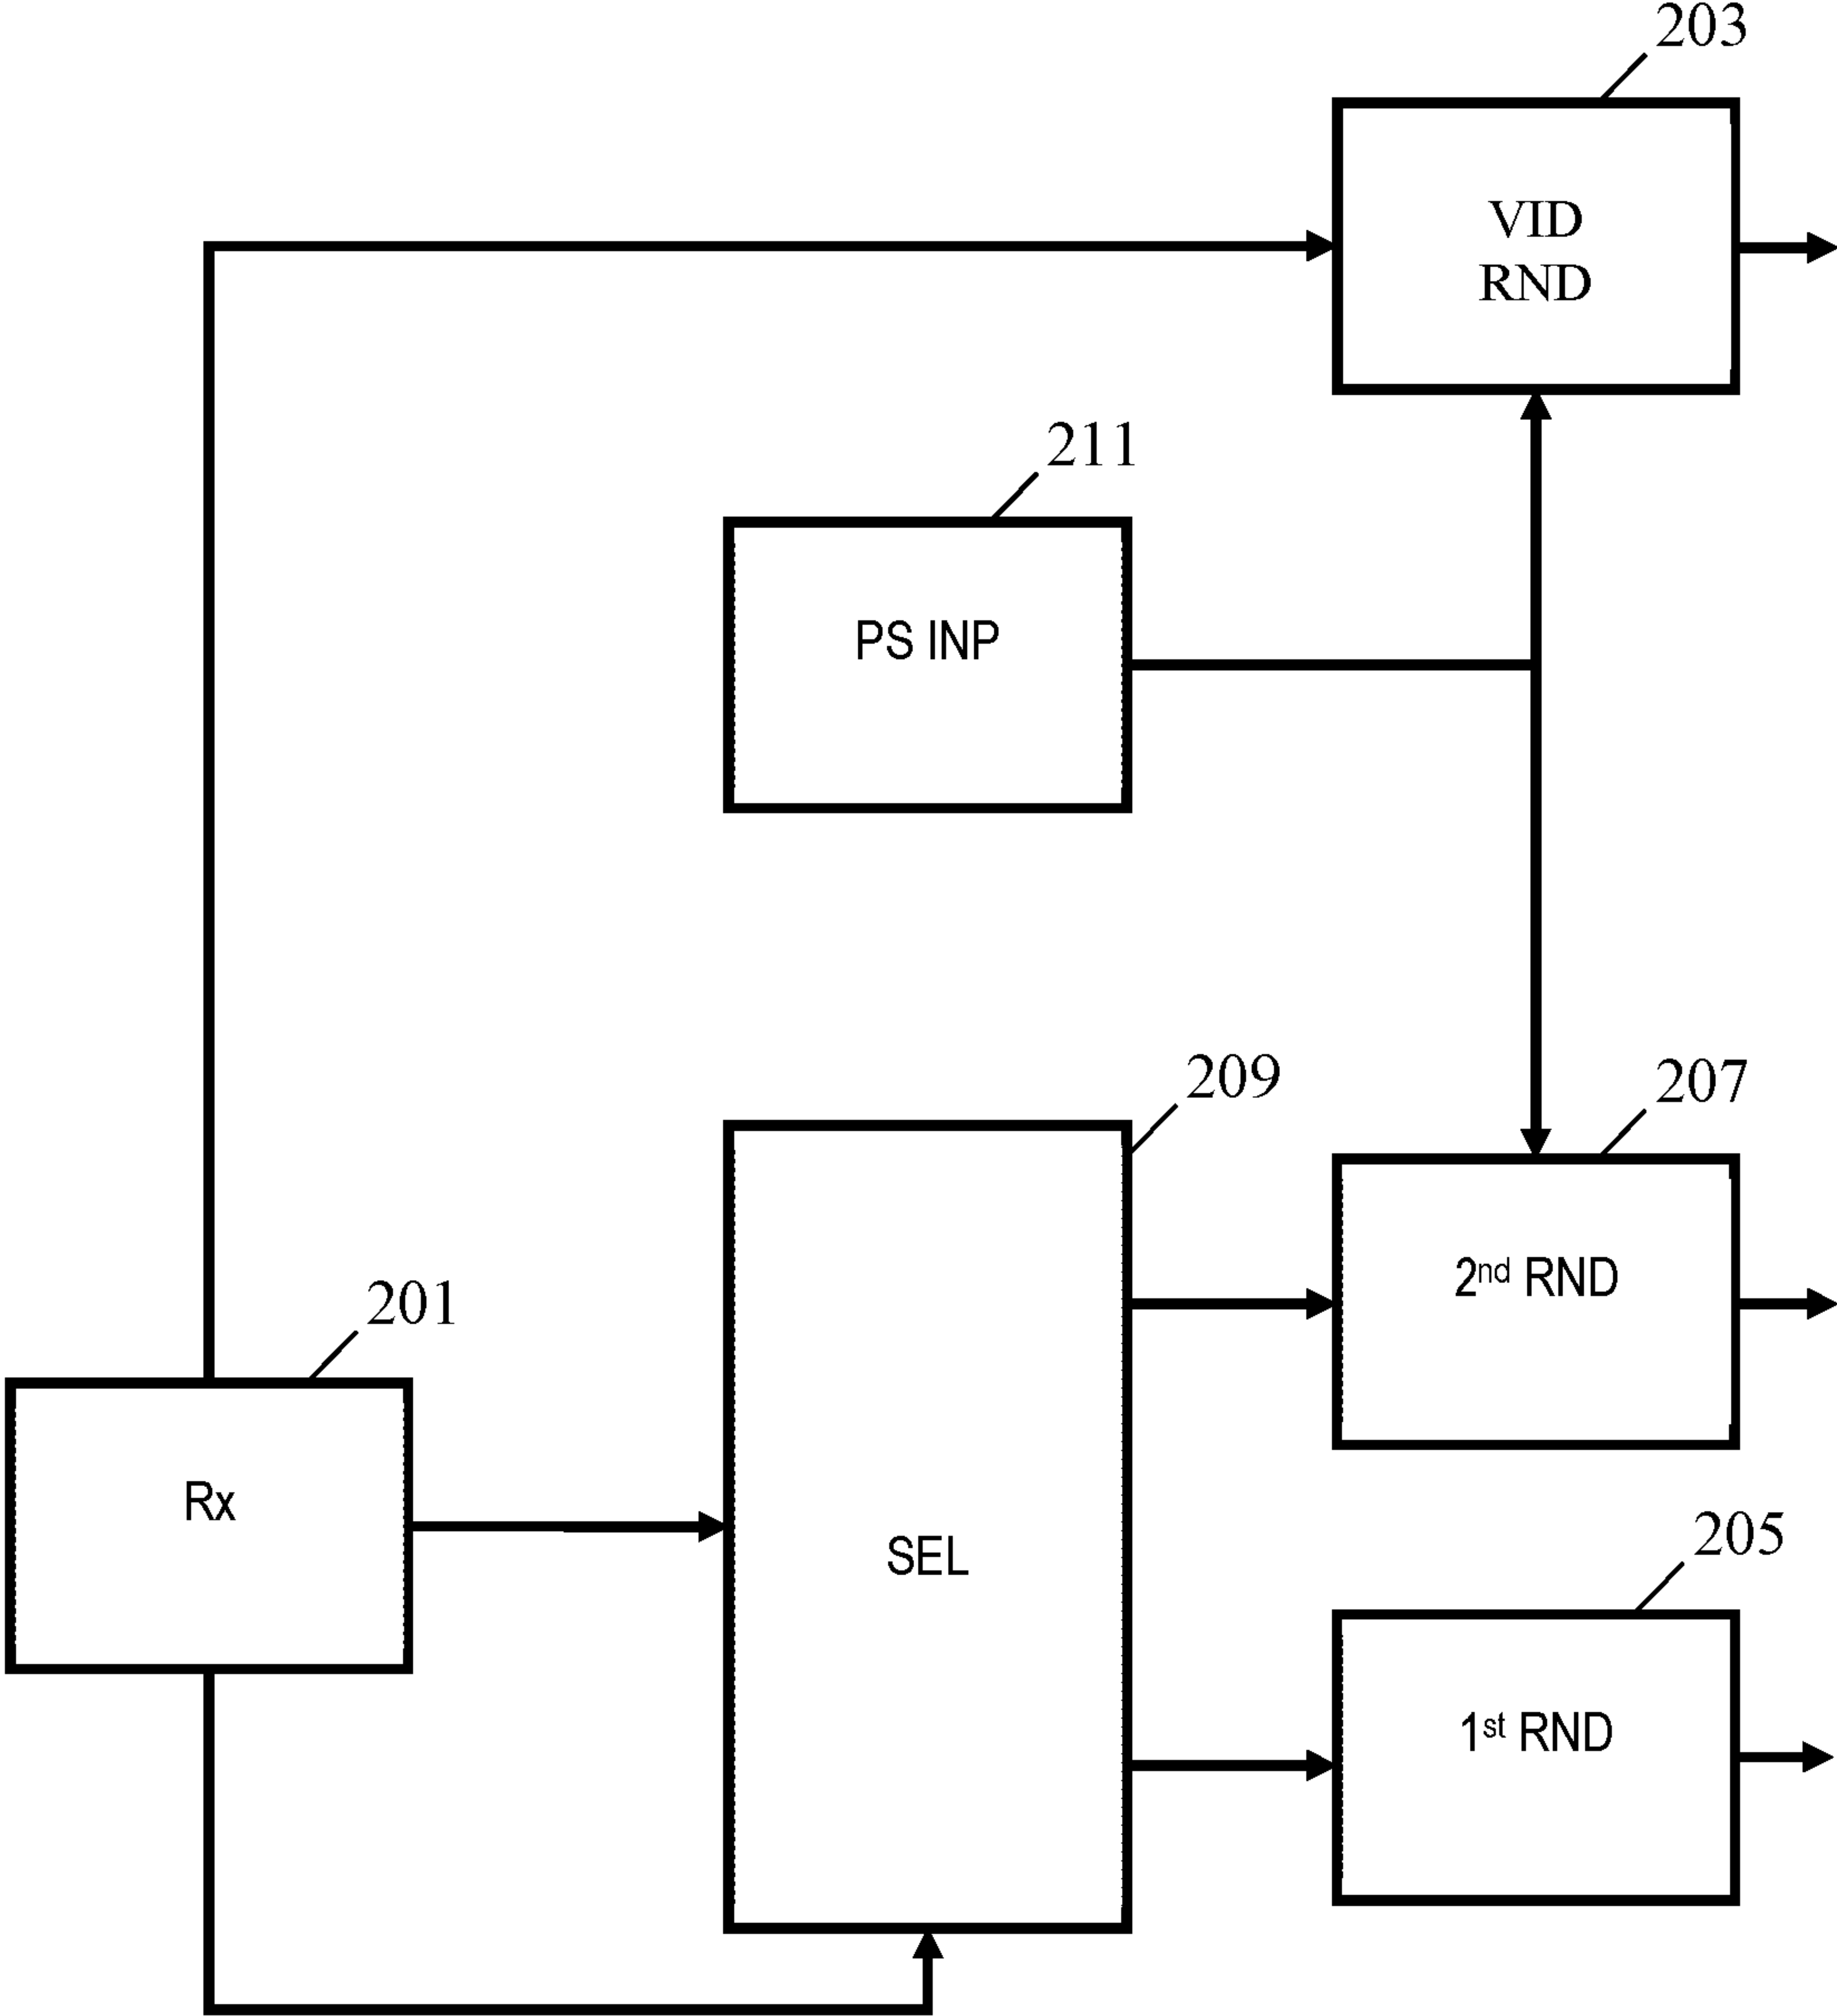 203
VID
RND
211
PS INP
209
207
2nd RND
201
Rx
SEL
205
1st RND